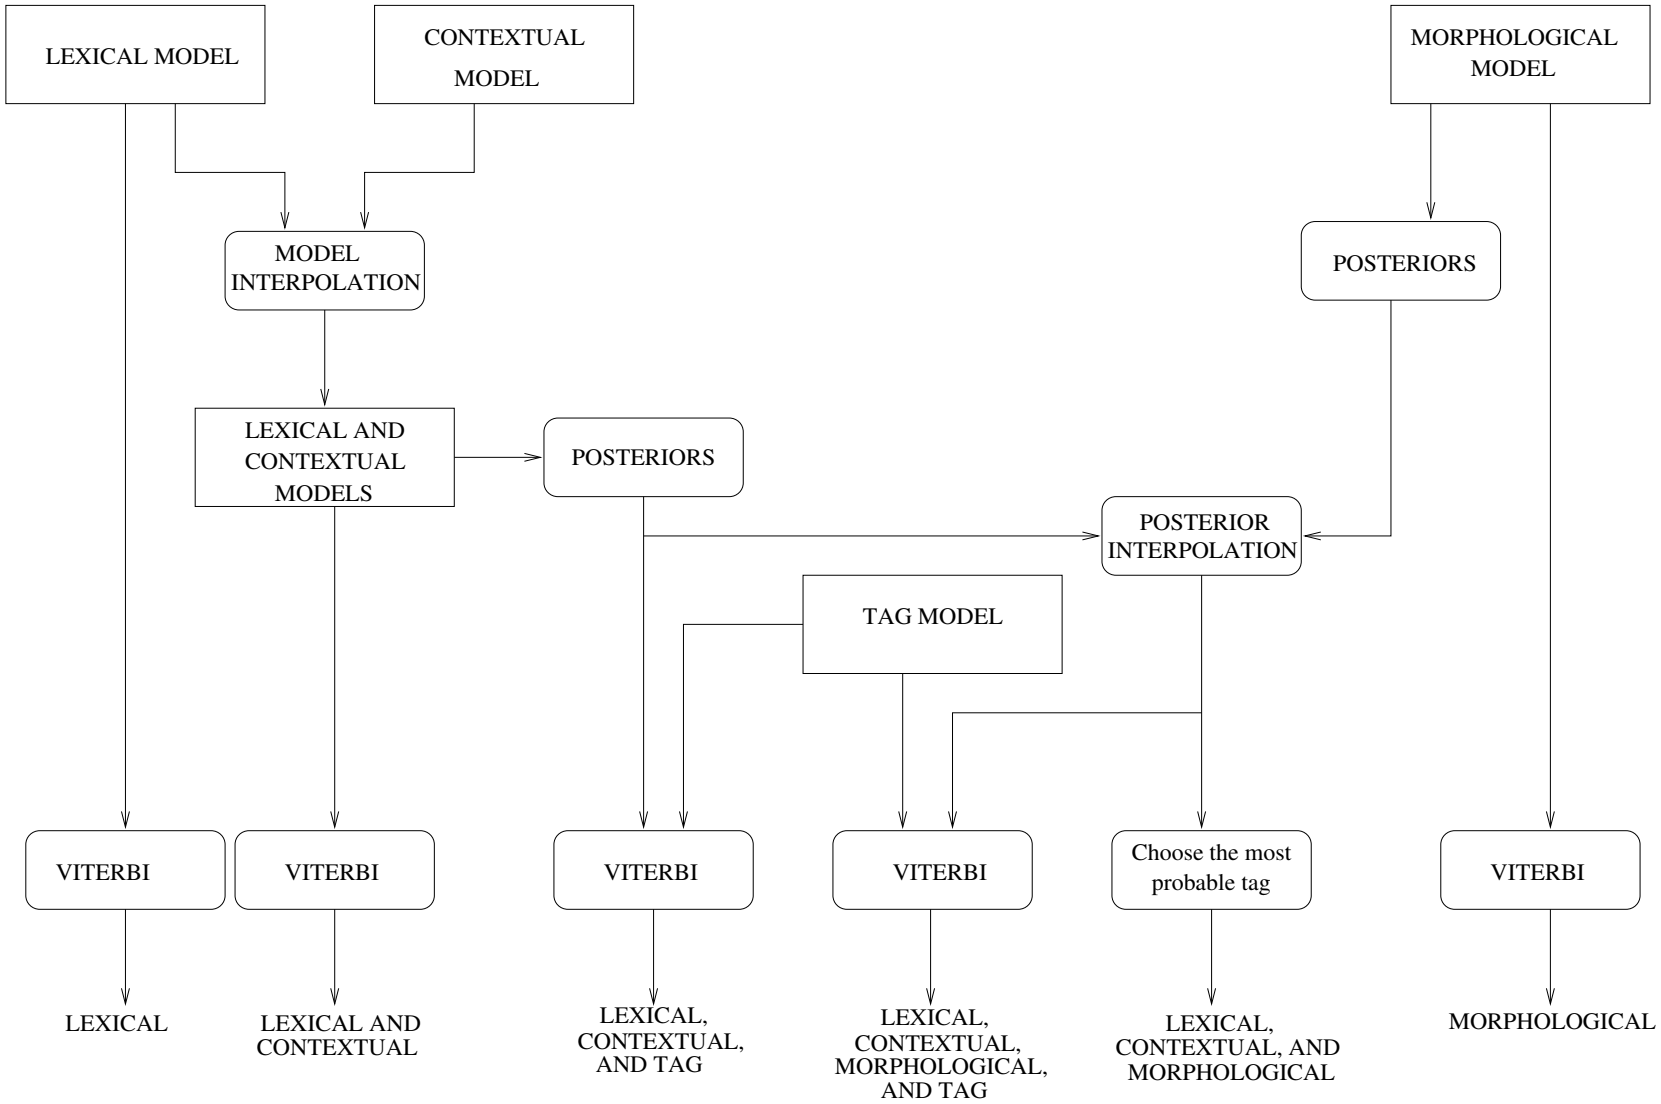 LEXICAL MODEL
CONTEXTUAL
MODEL
MORPHOLOGICAL
MODEL
MODEL
INTERPOLATION
POSTERIORS
LEXICAL AND
CONTEXTUAL
MODELS
POSTERIORS
POSTERIOR
INTERPOLATION
TAG MODEL
VITERBI
VITERBI
VITERBI
VITERBI
Choose the most
probable tag
VITERBI
LEXICAL
LEXICAL AND
CONTEXTUAL
LEXICAL,
CONTEXTUAL,
AND TAG
LEXICAL,
CONTEXTUAL,
MORPHOLOGICAL,
AND TAG
LEXICAL,
CONTEXTUAL, AND
MORPHOLOGICAL
MORPHOLOGICAL